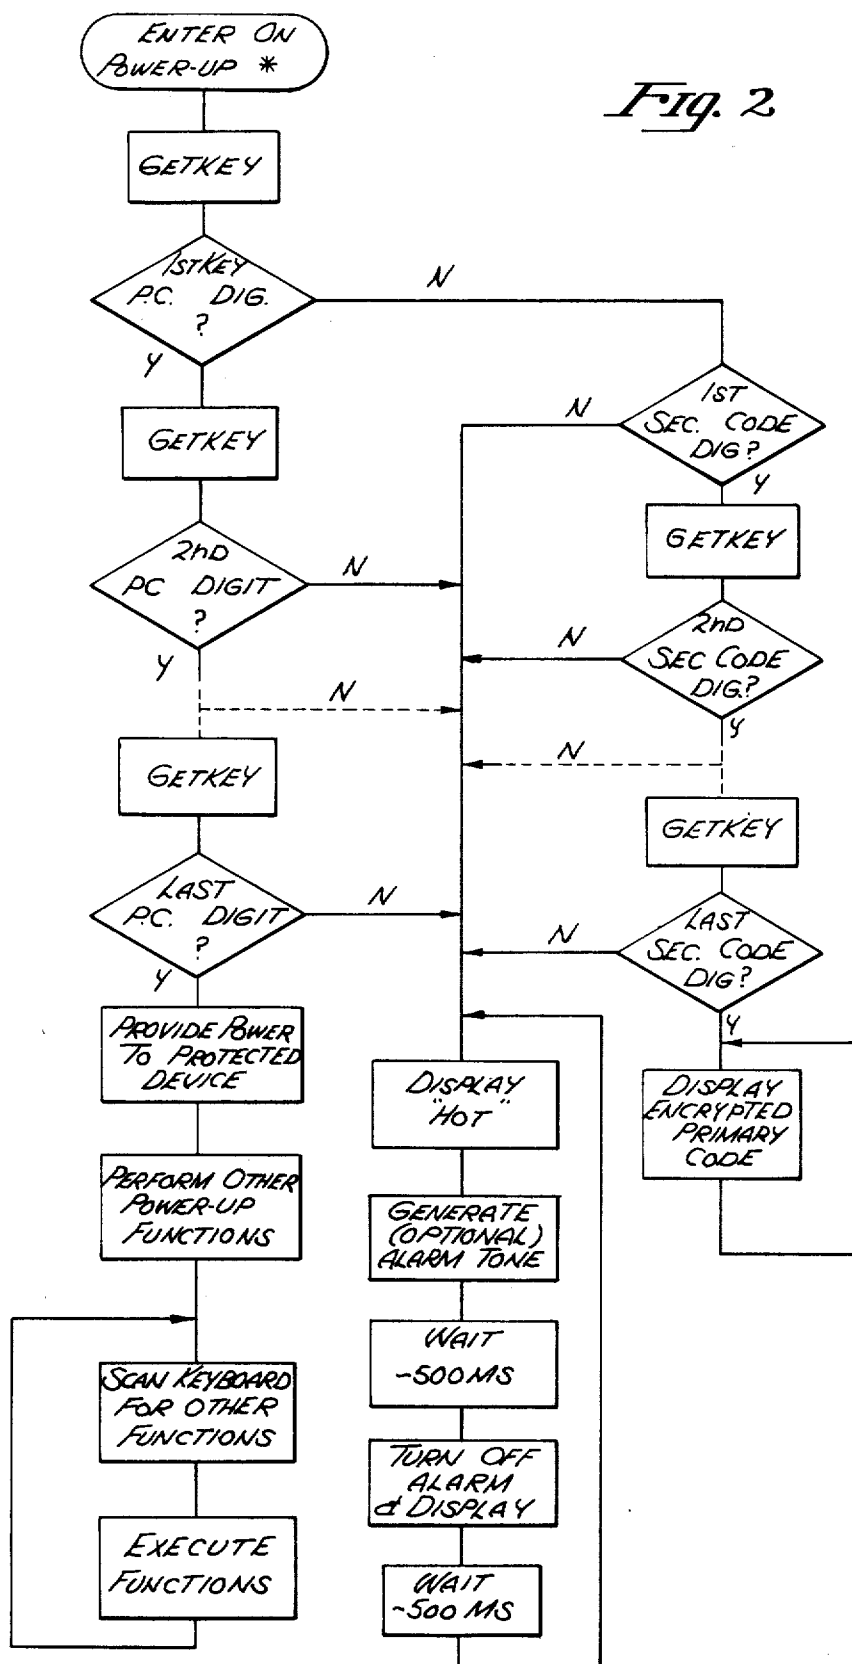 ENTER ON
POWER-UP *
Fig. 2
GETKEY
1ST KEY
P.C. DIG.
?
N
Y
GETKEY
1ST
SEC. CODE
DIG?
N
Y
GETKEY
2ND
PC DIGIT
?
N
Y
2ND
SEC CODE
DIG.?
N
Y
N
N
GETKEY
GETKEY
LAST
P.C. DIGIT
?
N
Y
LAST
SEC. CODE
DIG?
N
Y
PROVIDE POWER
TO PROTECTED
DEVICE
DISPLAY
"HOT"
DISPLAY
ENCRYPTED
PRIMARY
CODE
PERFORM OTHER
POWER-UP
FUNCTIONS
GENERATE
(OPTIONAL)
ALARM TONE
WAIT
~500 MS
SCAN KEYBOARD
FOR OTHER
FUNCTIONS
TURN OFF
ALARM
& DISPLAY
EXECUTE
FUNCTIONS
WAIT
~500 MS